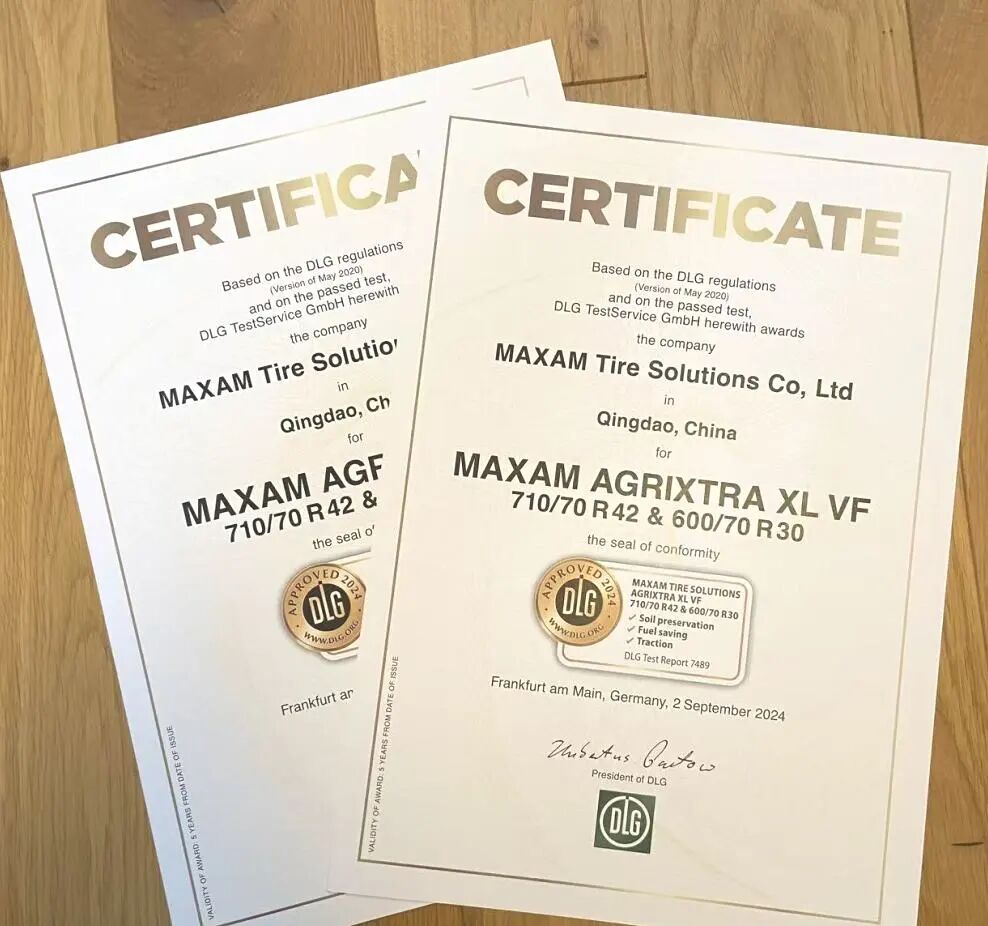 CERTIFICA
Based on the DLG regulations
(Version of May 2020)
and on the passed test,
DLG TestService GmbH herewith
the company
MAXAM Tire Solutio
in
Qingdao, Ch
for
MAXAM AGR
710/70 R 42 &
the seal o
APPROVED 2024
DLG
WWW.DLG.ORG
Frankfurt am
VALIDITY OF AWARD: 5 YEARS FROM DATE OF ISSUE
CERTIFICATE
Based on the DLG regulations
(Version of May 2020)
and on the passed test,
DLG TestService GmbH herewith awards
the company
MAXAM Tire Solutions Co, Ltd
in
Qingdao, China
for
MAXAM AGRIXTRA XL VF
710/70 R 42 & 600/70 R 30
the seal of conformity
APPROVED 2024
DLG
WWW.DLG.ORG
MAXAM TIRE SOLUTIONS
AGRIXTRA XL VF
710/70 R42 & 600/70 R30
✓ Soil preservation
✓ Fuel saving
✓ Traction
DLG Test Report 7489
Frankfurt am Main, Germany, 2 September 2024
Hubertus Paetow
President of DLG
DLG
VALIDITY OF AWARD: 5 YEARS FROM DATE OF ISSUE